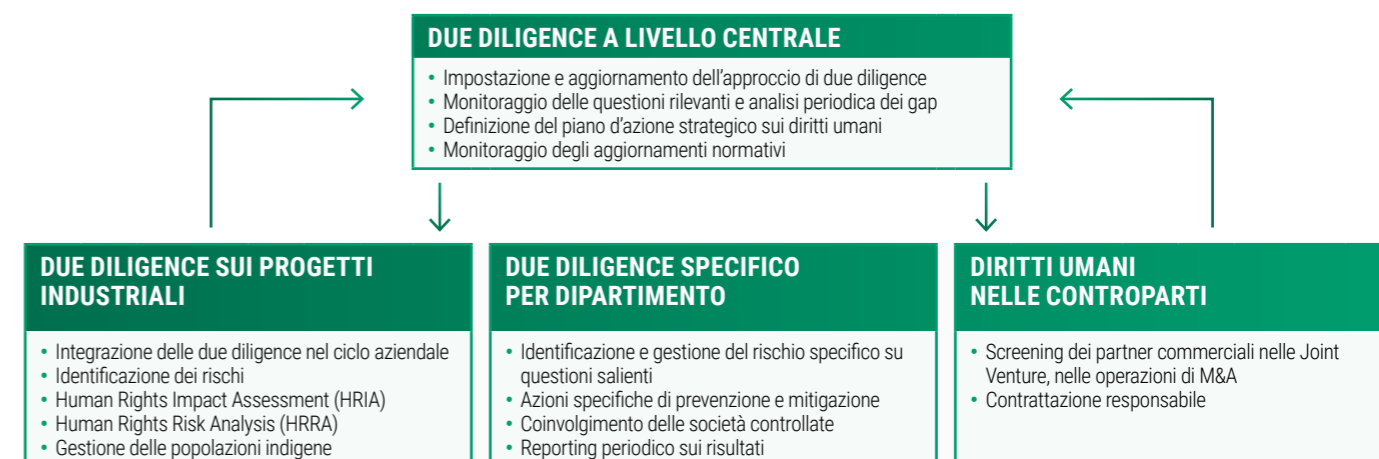 DUE DILIGENCE A LIVELLO CENTRALE
• Impostazione e aggiornamento dell'approccio di due diligence
• Monitoraggio delle questioni rilevanti e analisi periodica dei gap
• Definizione del piano d'azione strategico sui diritti umani
• Monitoraggio degli aggiornamenti normativi
DUE DILIGENCE SUI PROGETTI
INDUSTRIALI
• Integrazione delle due diligence nel ciclo aziendale
• Identificazione dei rischi
• Human Rights Impact Assessment (HRIA)
• Human Rights Risk Analysis (HRRA)
• Gestione delle popolazioni indigene
DUE DILIGENCE SPECIFICO
PER DIPARTIMENTO
• Identificazione e gestione del rischio specifico su
questioni salienti
• Azioni specifiche di prevenzione e mitigazione
• Coinvolgimento delle società controllate
• Reporting periodico sui risultati
DIRITTI UMANI
NELLE CONTROPARTI
• Screening dei partner commerciali nelle Joint
Venture, nelle operazioni di M&A
• Contrattazione responsabile